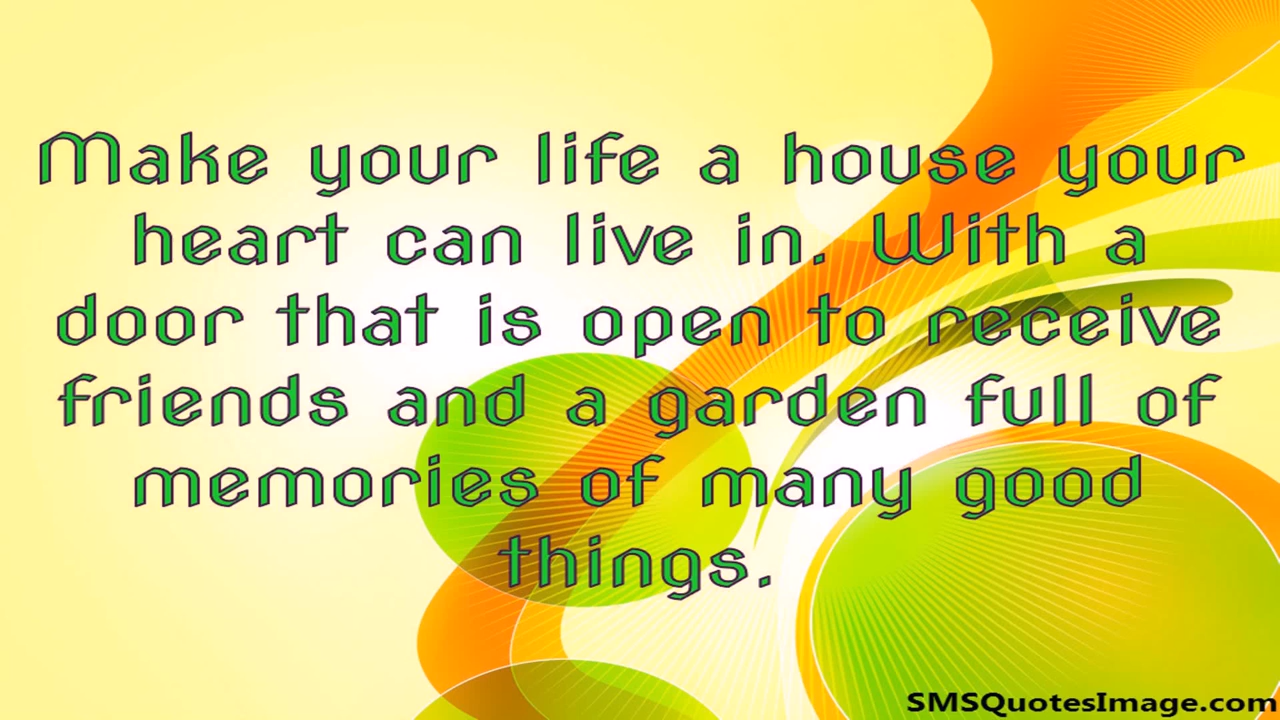 Make your life a house your
heart can live in. With a
door that is open to receive
friends and a garden full of
memories of many good
things.
SMSQuotesImage.com